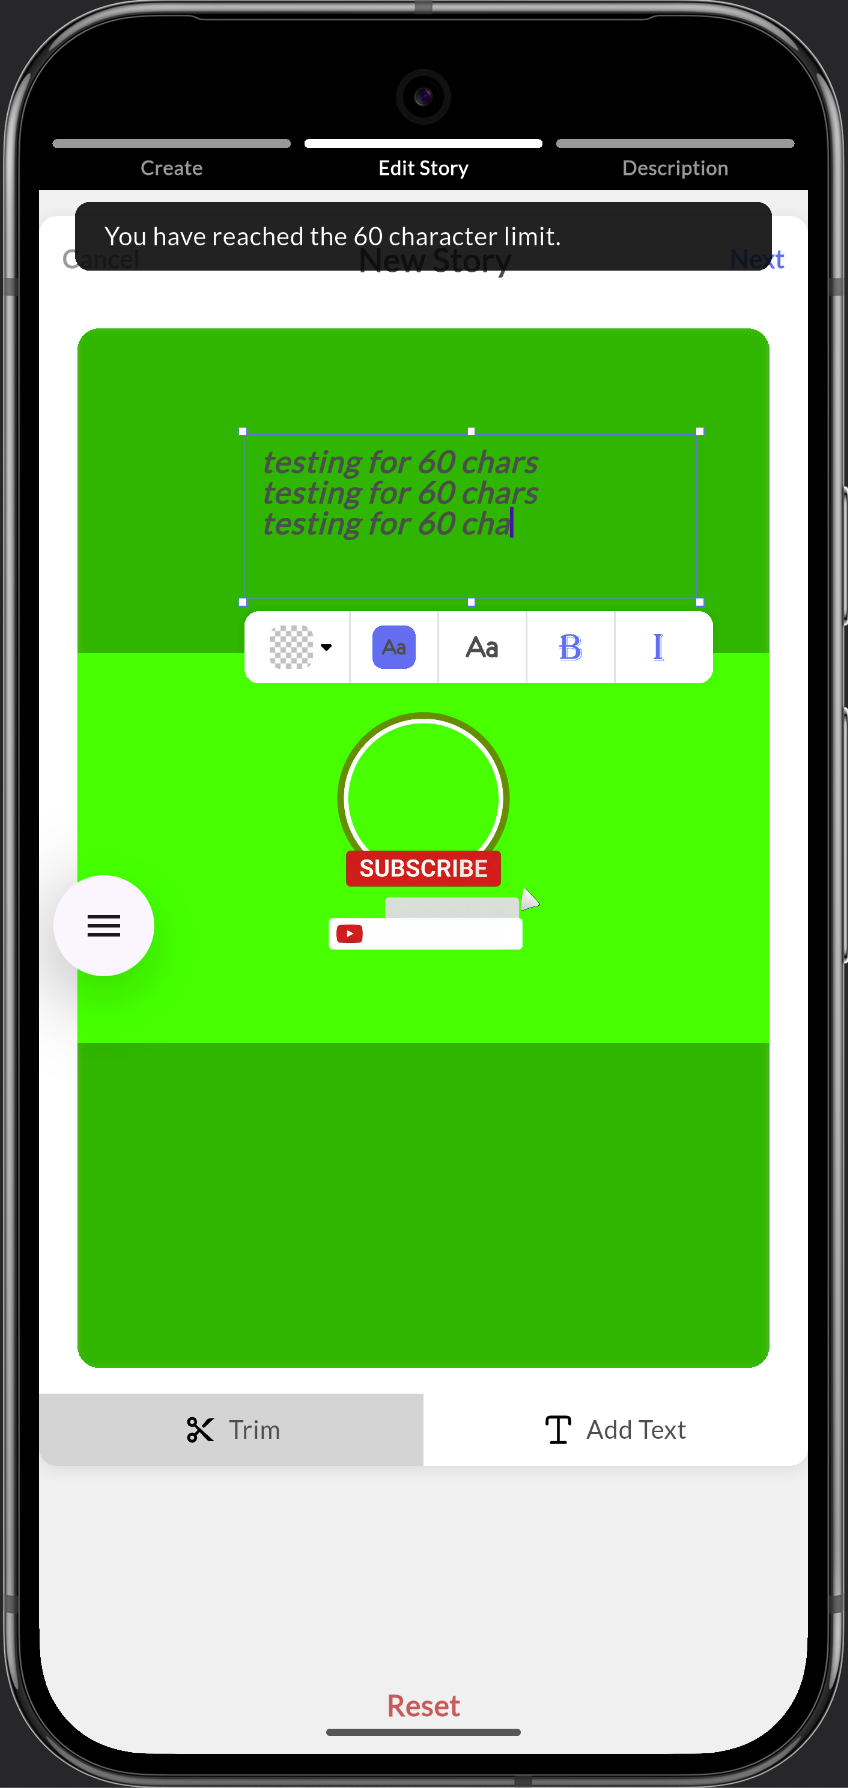 Create
Edit Story
Description
You have reached the 60 character limit.
Cancel
New Story
Next
testing for 60 chars
testing for 60 chars
testing for 60 cha
Aa
Aa
B
I
SUBSCRIBE
Trim
Add Text
Reset